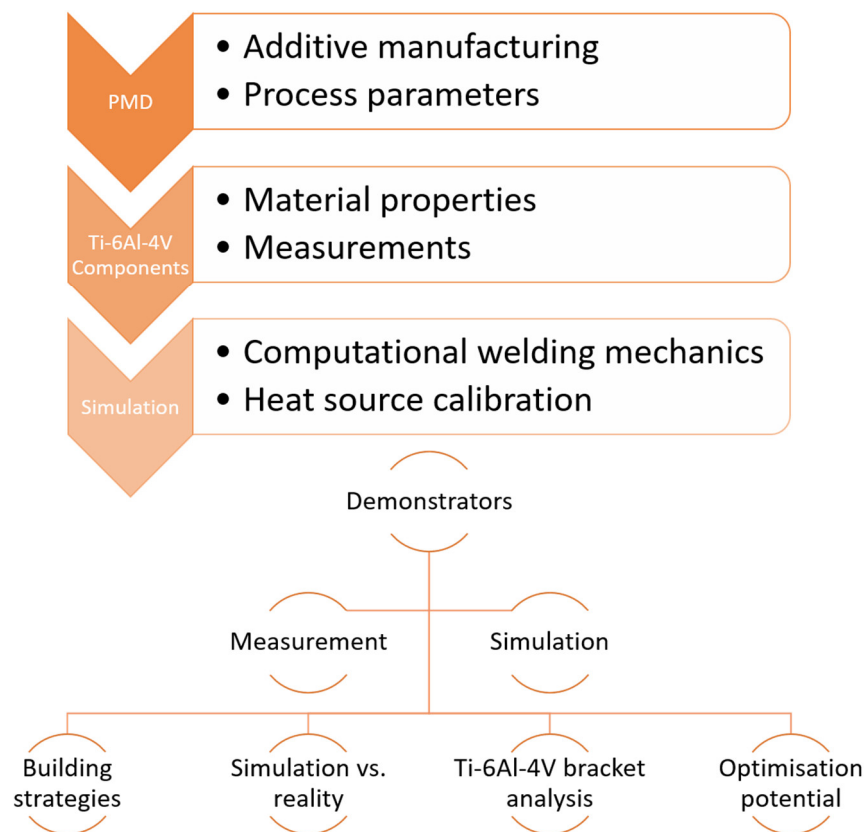 PMD
• Additive manufacturing
• Process parameters
Ti-6Al-4V
Components
• Material properties
• Measurements
Simulation
• Computational welding mechanics
• Heat source calibration
Demonstrators
Measurement
Simulation
Building
strategies
Simulation vs.
reality
Ti-6Al-4V bracket
analysis
Optimisation
potential